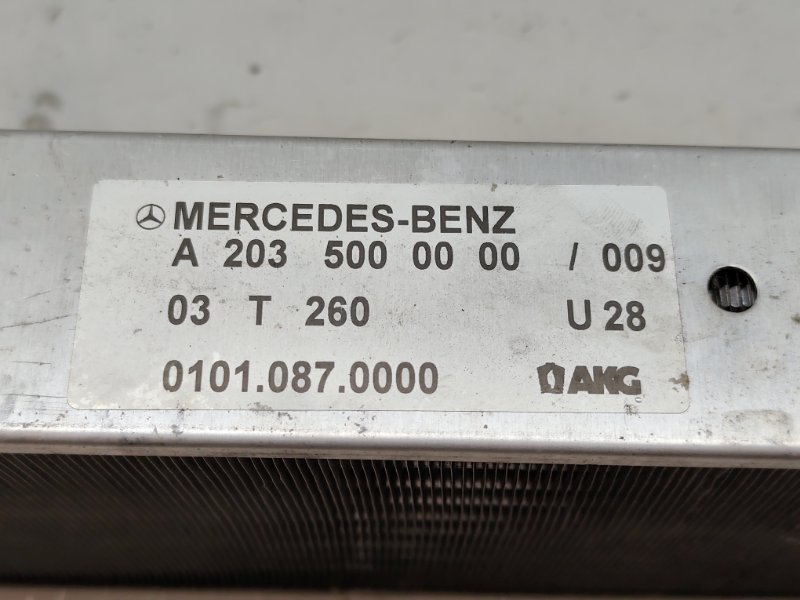 MERCEDES-BENZ
A 203 500 00 00 / 009
03 T 260 U 28
0101.087.0000 AKG